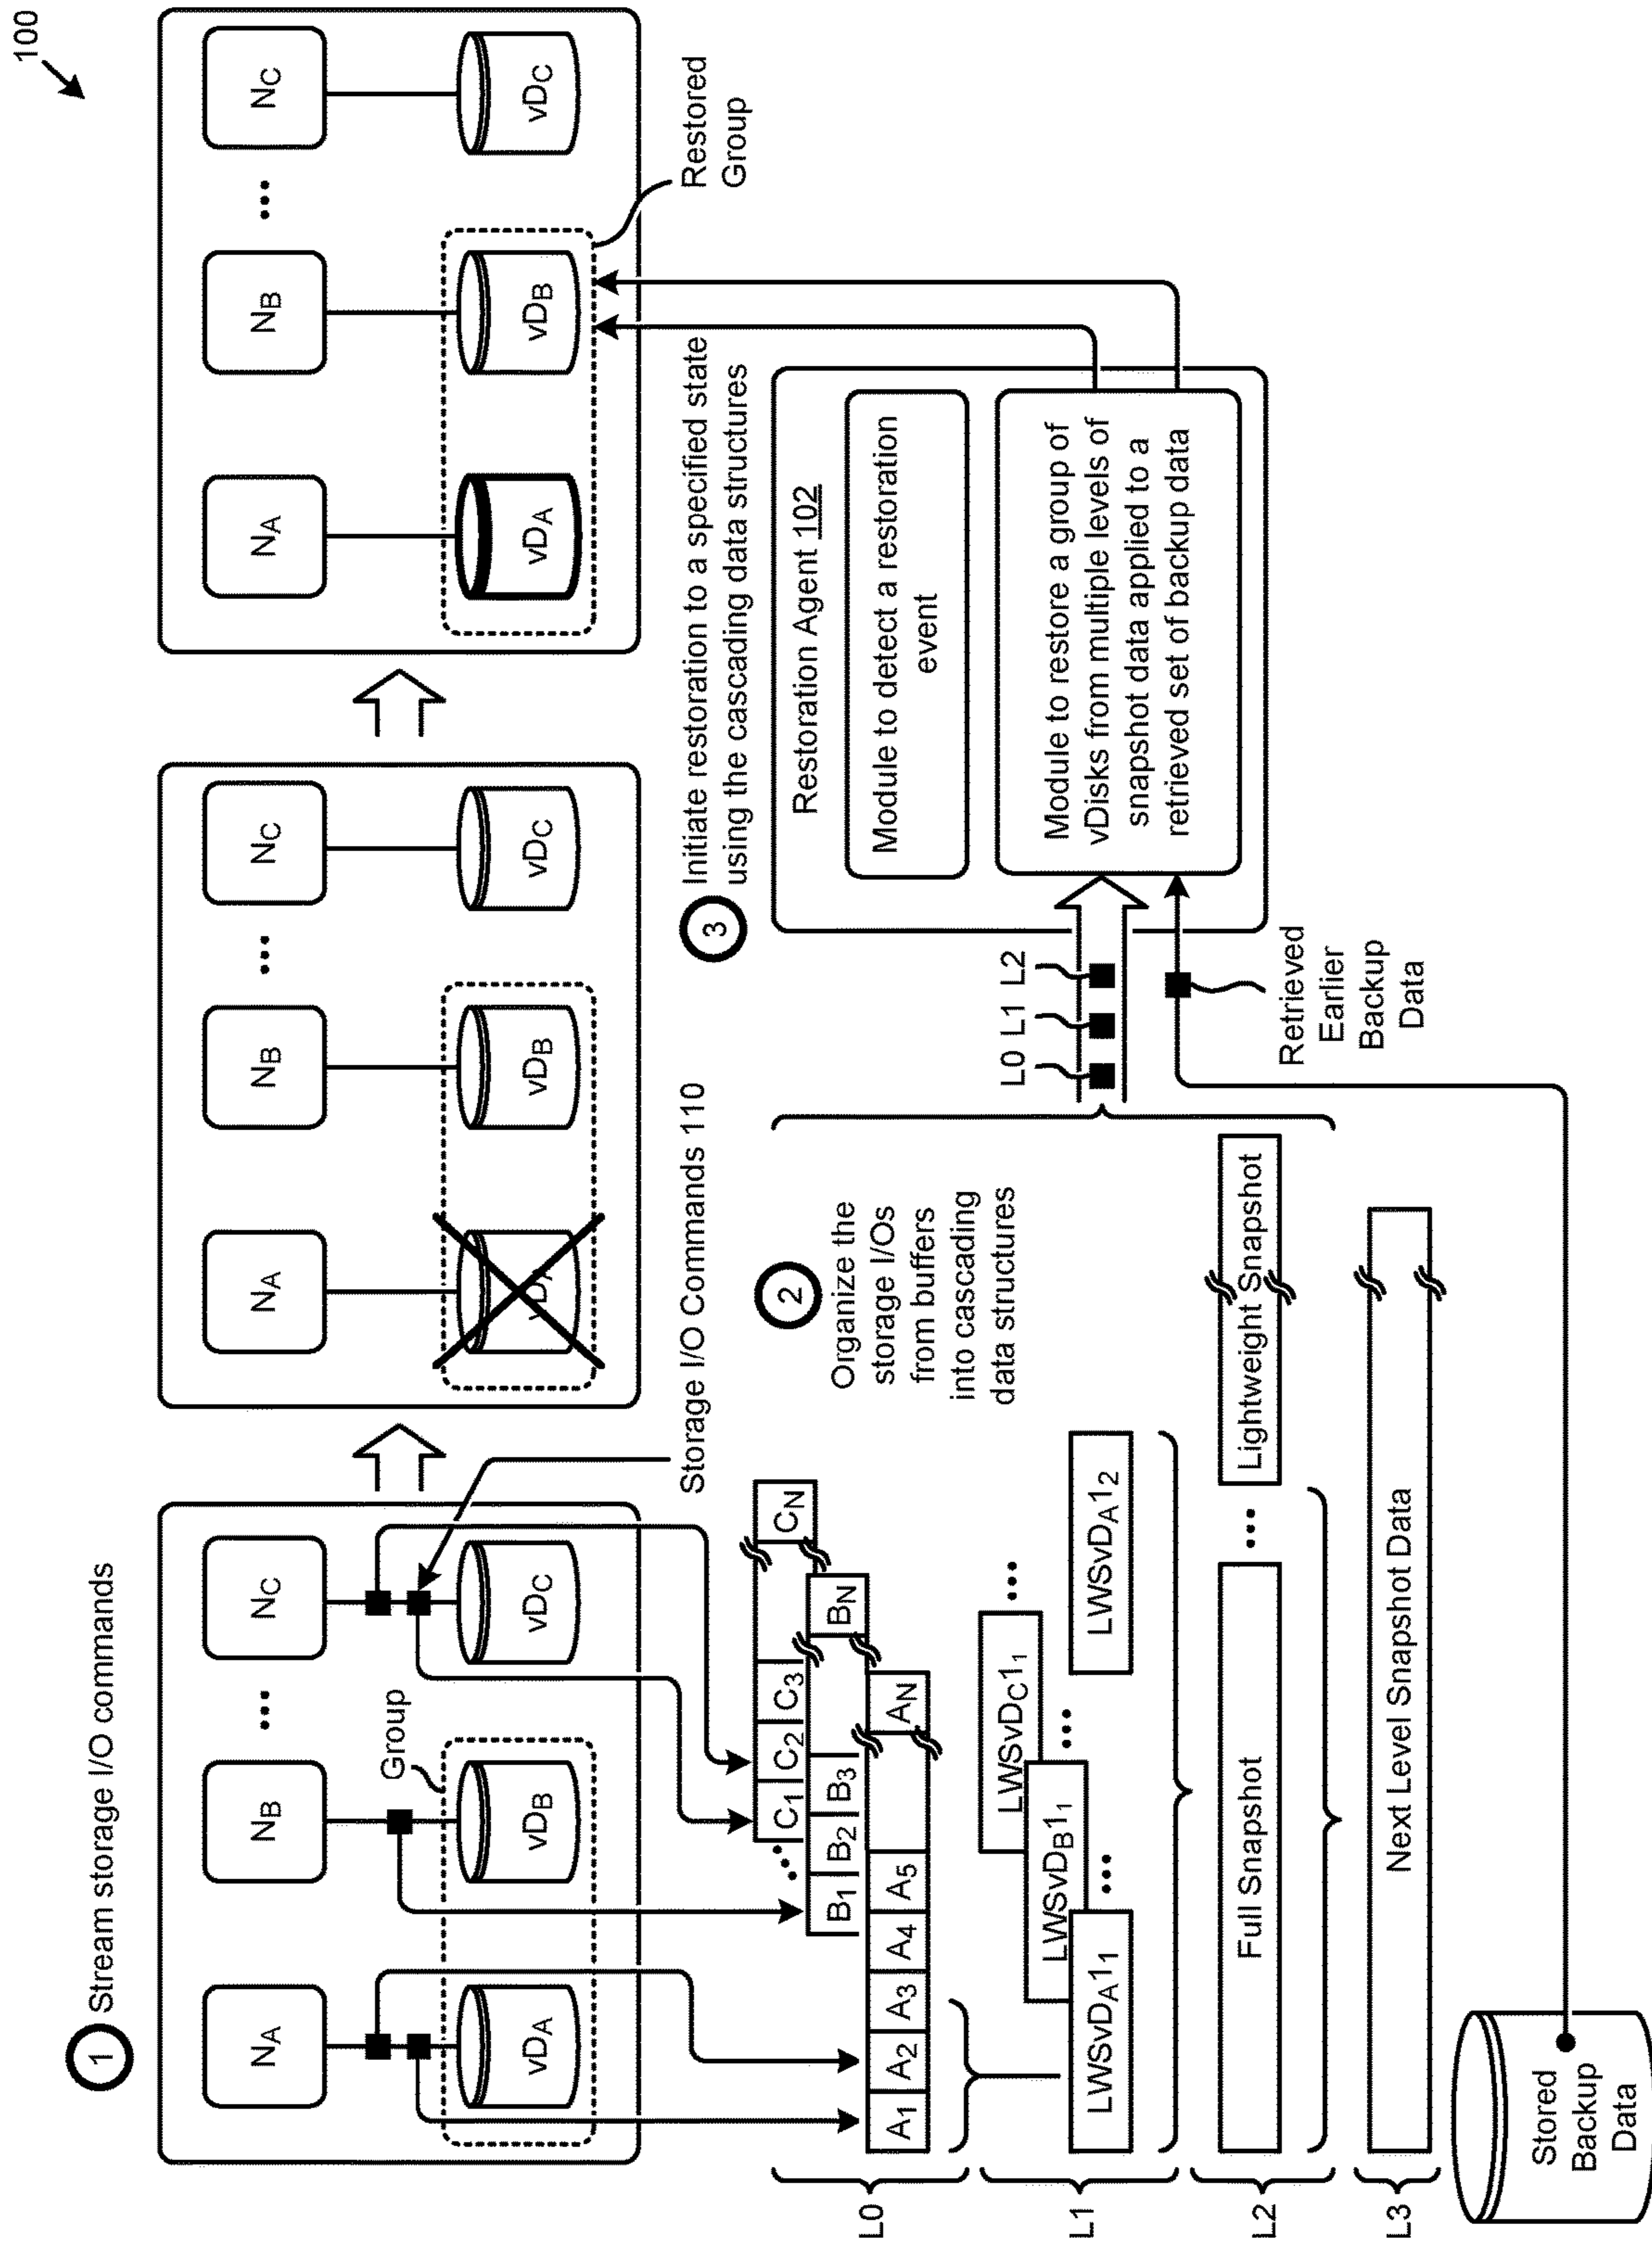 100
1 Stream storage I/O commands
NA
NB
...
NC
Group
vDA
vDB
vDC
Storage I/O Commands 110
NA
NB
...
NC
vDB
vDC
NA
NB
...
NC
vDA
vDB
vDC
Restored
Group
L0
A1 A2 A3 A4 A5 AN
B1 B2 B3 BN
...
C1 C2 C3 CN
L1
LWSvDA11
...
LWSvDB11
...
LWSvDC11
...
LWSvDA12
L2
Full Snapshot
...
Lightweight Snapshot
L3
Next Level Snapshot Data
Stored
Backup
Data
2
Organize the
storage I/Os
from buffers
into cascading
data structures
3
Initiate restoration to a specified state
using the cascading data structures
L0 L1 L2
Retrieved
Earlier
Backup
Data
Restoration Agent 102
Module to detect a restoration
event
Module to restore a group of
vDisks from multiple levels of
snapshot data applied to a
retrieved set of backup data